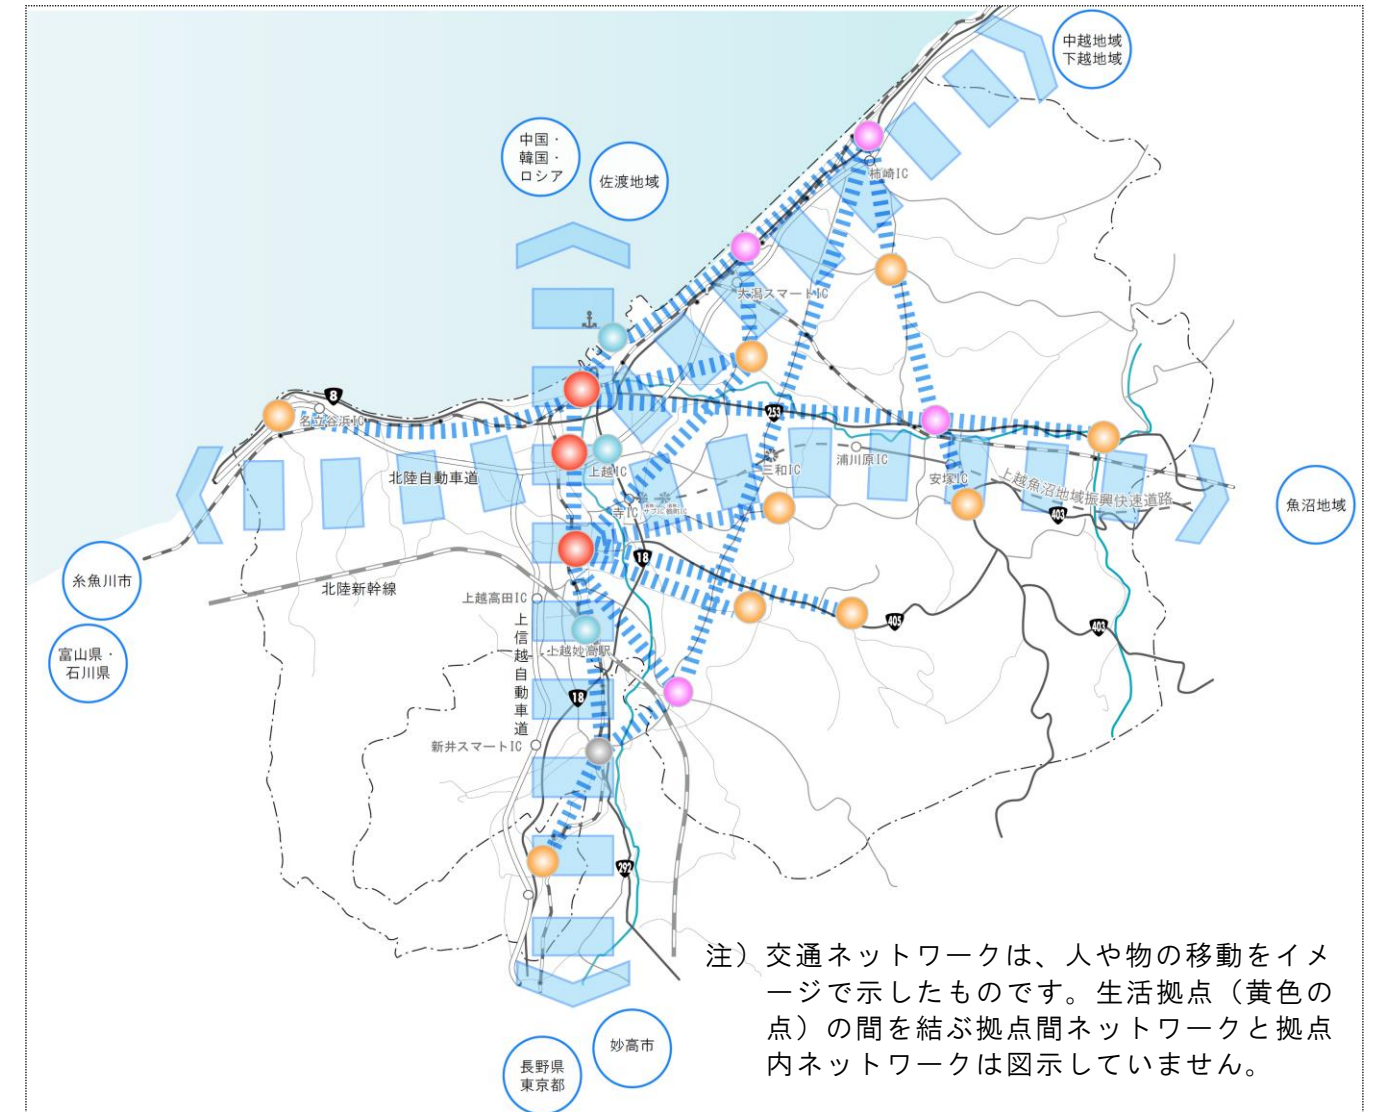 中越地域
下越地域
中国・
韓国・
ロシア
佐渡地域
柿崎IC
大潟スマートIC
8
名立谷浜IC
253
北陸自動車道
上越IC
三和IC
浦川原IC
安塚IC
上越魚沼地域振興快速道路
魚沼地域
寺IC
403
18
糸魚川市
北陸新幹線
上越高田IC
405
403
富山県・
石川県
上越妙高駅
上信越自動車道
18
新井スマートIC
292
注）交通ネットワークは、人や物の移動をイメ
ージで示したものです。生活拠点（黄色の
点）の間を結ぶ拠点間ネットワークと拠点
内ネットワークは図示していません。
妙高市
長野県
東京都